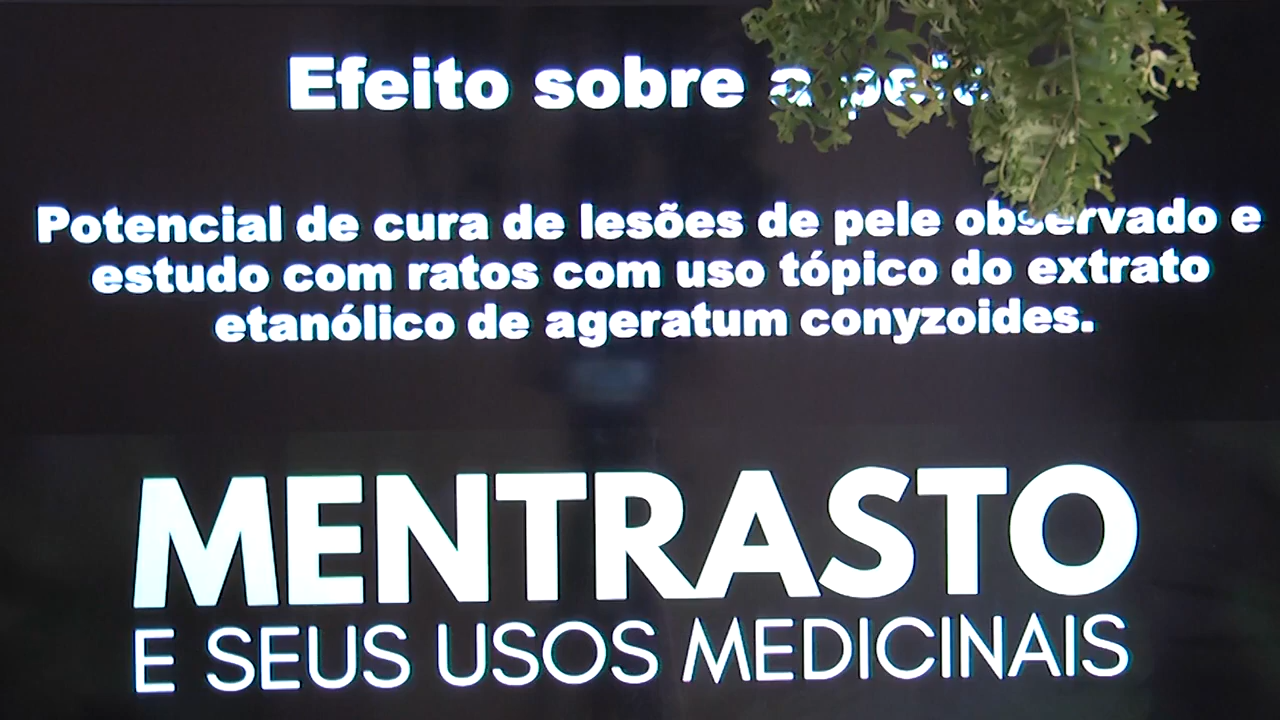 Efeito sobre a pele
Potencial de cura de lesões de pele observado e
estudo com ratos com uso tópico do extrato
etanólico de ageratum conyzoides.
MENTRASTO
E SEUS USOS MEDICINAIS